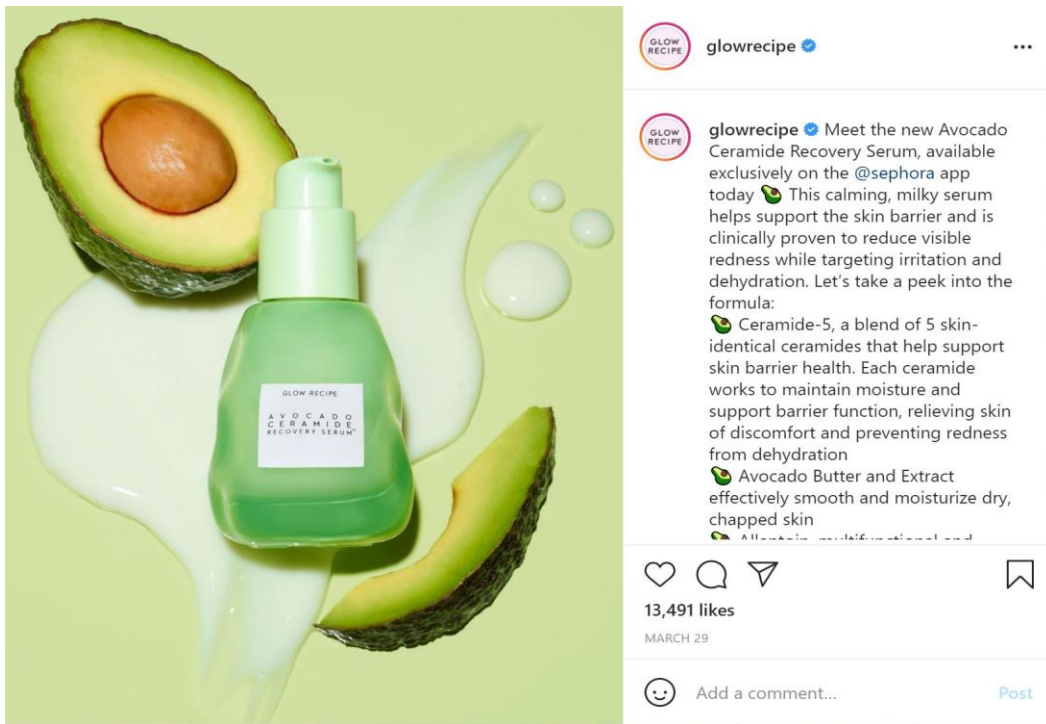 GLOW RECIPE
AVOCADO
CERAMIDE
RECOVERY SERUM™
GLOW
RECIPE
glowrecipe
GLOW
RECIPE
glowrecipe Meet the new Avocado
Ceramide Recovery Serum, available
exclusively on the @sephora app
today 🥑 This calming, milky serum
helps support the skin barrier and is
clinically proven to reduce visible
redness while targeting irritation and
dehydration. Let's take a peek into the
formula:
🥑 Ceramide-5, a blend of 5 skin-
identical ceramides that help support
skin barrier health. Each ceramide
works to maintain moisture and
support barrier function, relieving skin
of discomfort and preventing redness
from dehydration
🥑 Avocado Butter and Extract
effectively smooth and moisturize dry,
chapped skin
🥑 Allantoin, multifunctional and
13,491 likes
MARCH 29
Add a comment...
Post